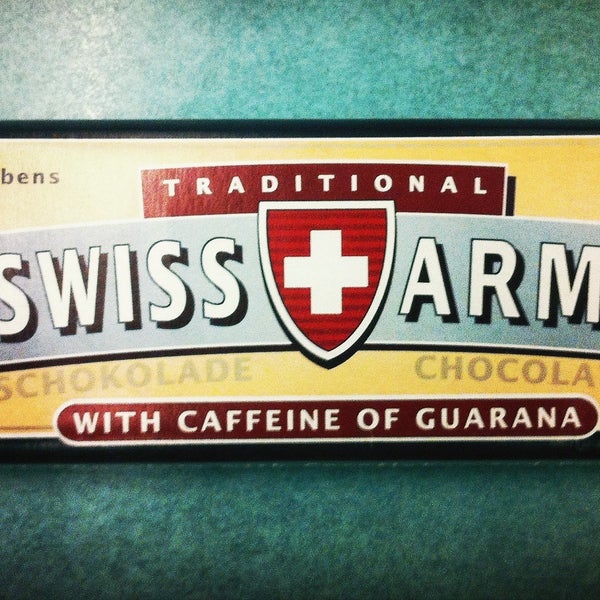 bens
TRADITIONAL
SWISS ARM
SCHOKOLADE CHOCOLA
WITH CAFFEINE OF GUARANA